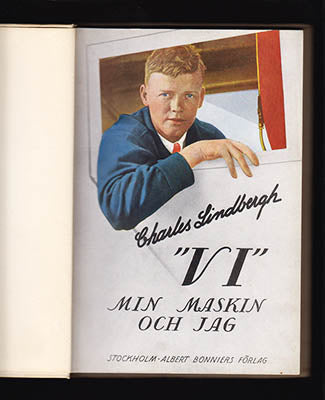 Charles Lindbergh
"VI"
MIN MASKIN
OCH JAG
STOCKHOLM-ALBERT BONNIERS FÖRLAG